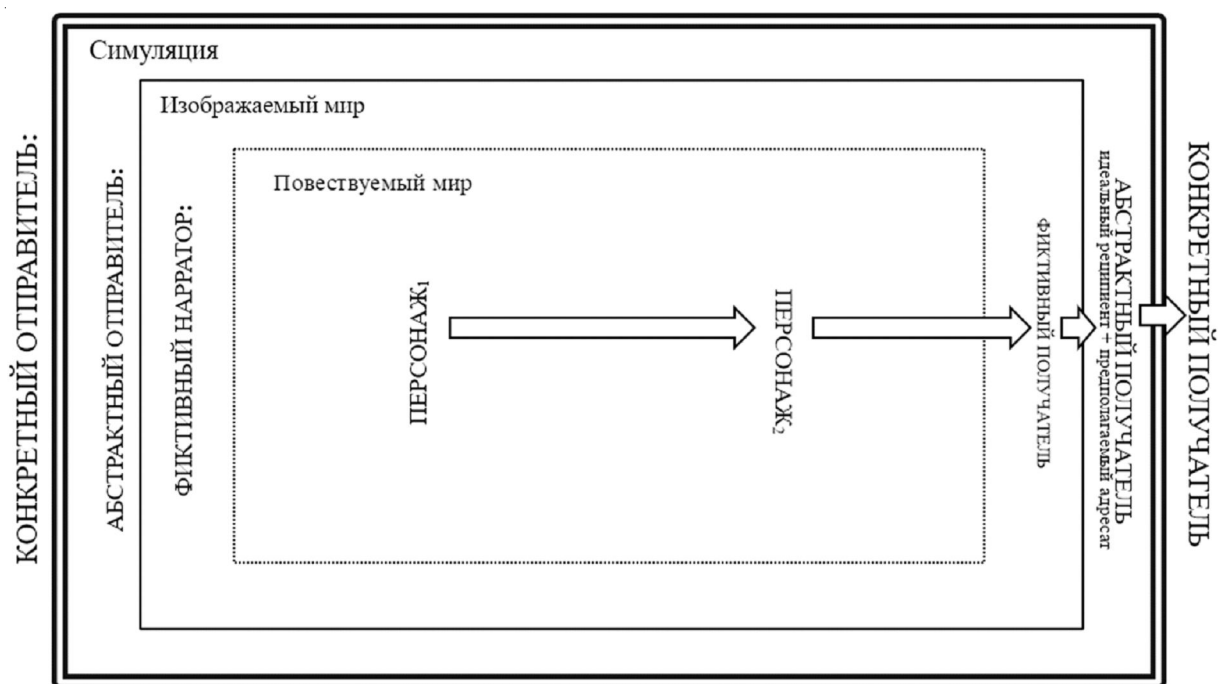 Симуляция
Изображаемый мир
Повествуемый мир
КОНКРЕТНЫЙ ОТПРАВИТЕЛЬ:
АБСТРАКТНЫЙ ОТПРАВИТЕЛЬ:
ФИКТИВНЫЙ НАРРАТОР:
ПЕРСОНАЖ₁
ПЕРСОНАЖ₂
ФИКТИВНЫЙ ПОЛУЧАТЕЛЬ
АБСТРАКТНЫЙ ПОЛУЧАТЕЛЬ
идеальный реципиент + предполагаемый адресат
КОНКРЕТНЫЙ ПОЛУЧАТЕЛЬ